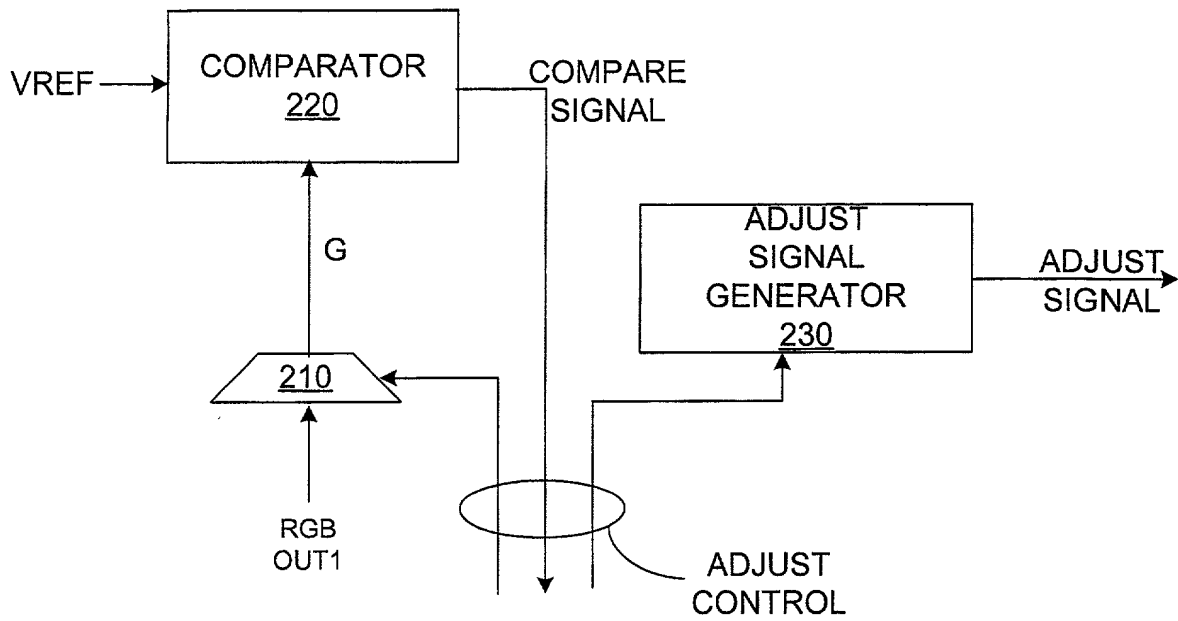 COMPARATOR
220
VREF
COMPARE
SIGNAL
G
ADJUST
SIGNAL
GENERATOR
230
ADJUST
SIGNAL
210
RGB
OUT1
ADJUST
CONTROL